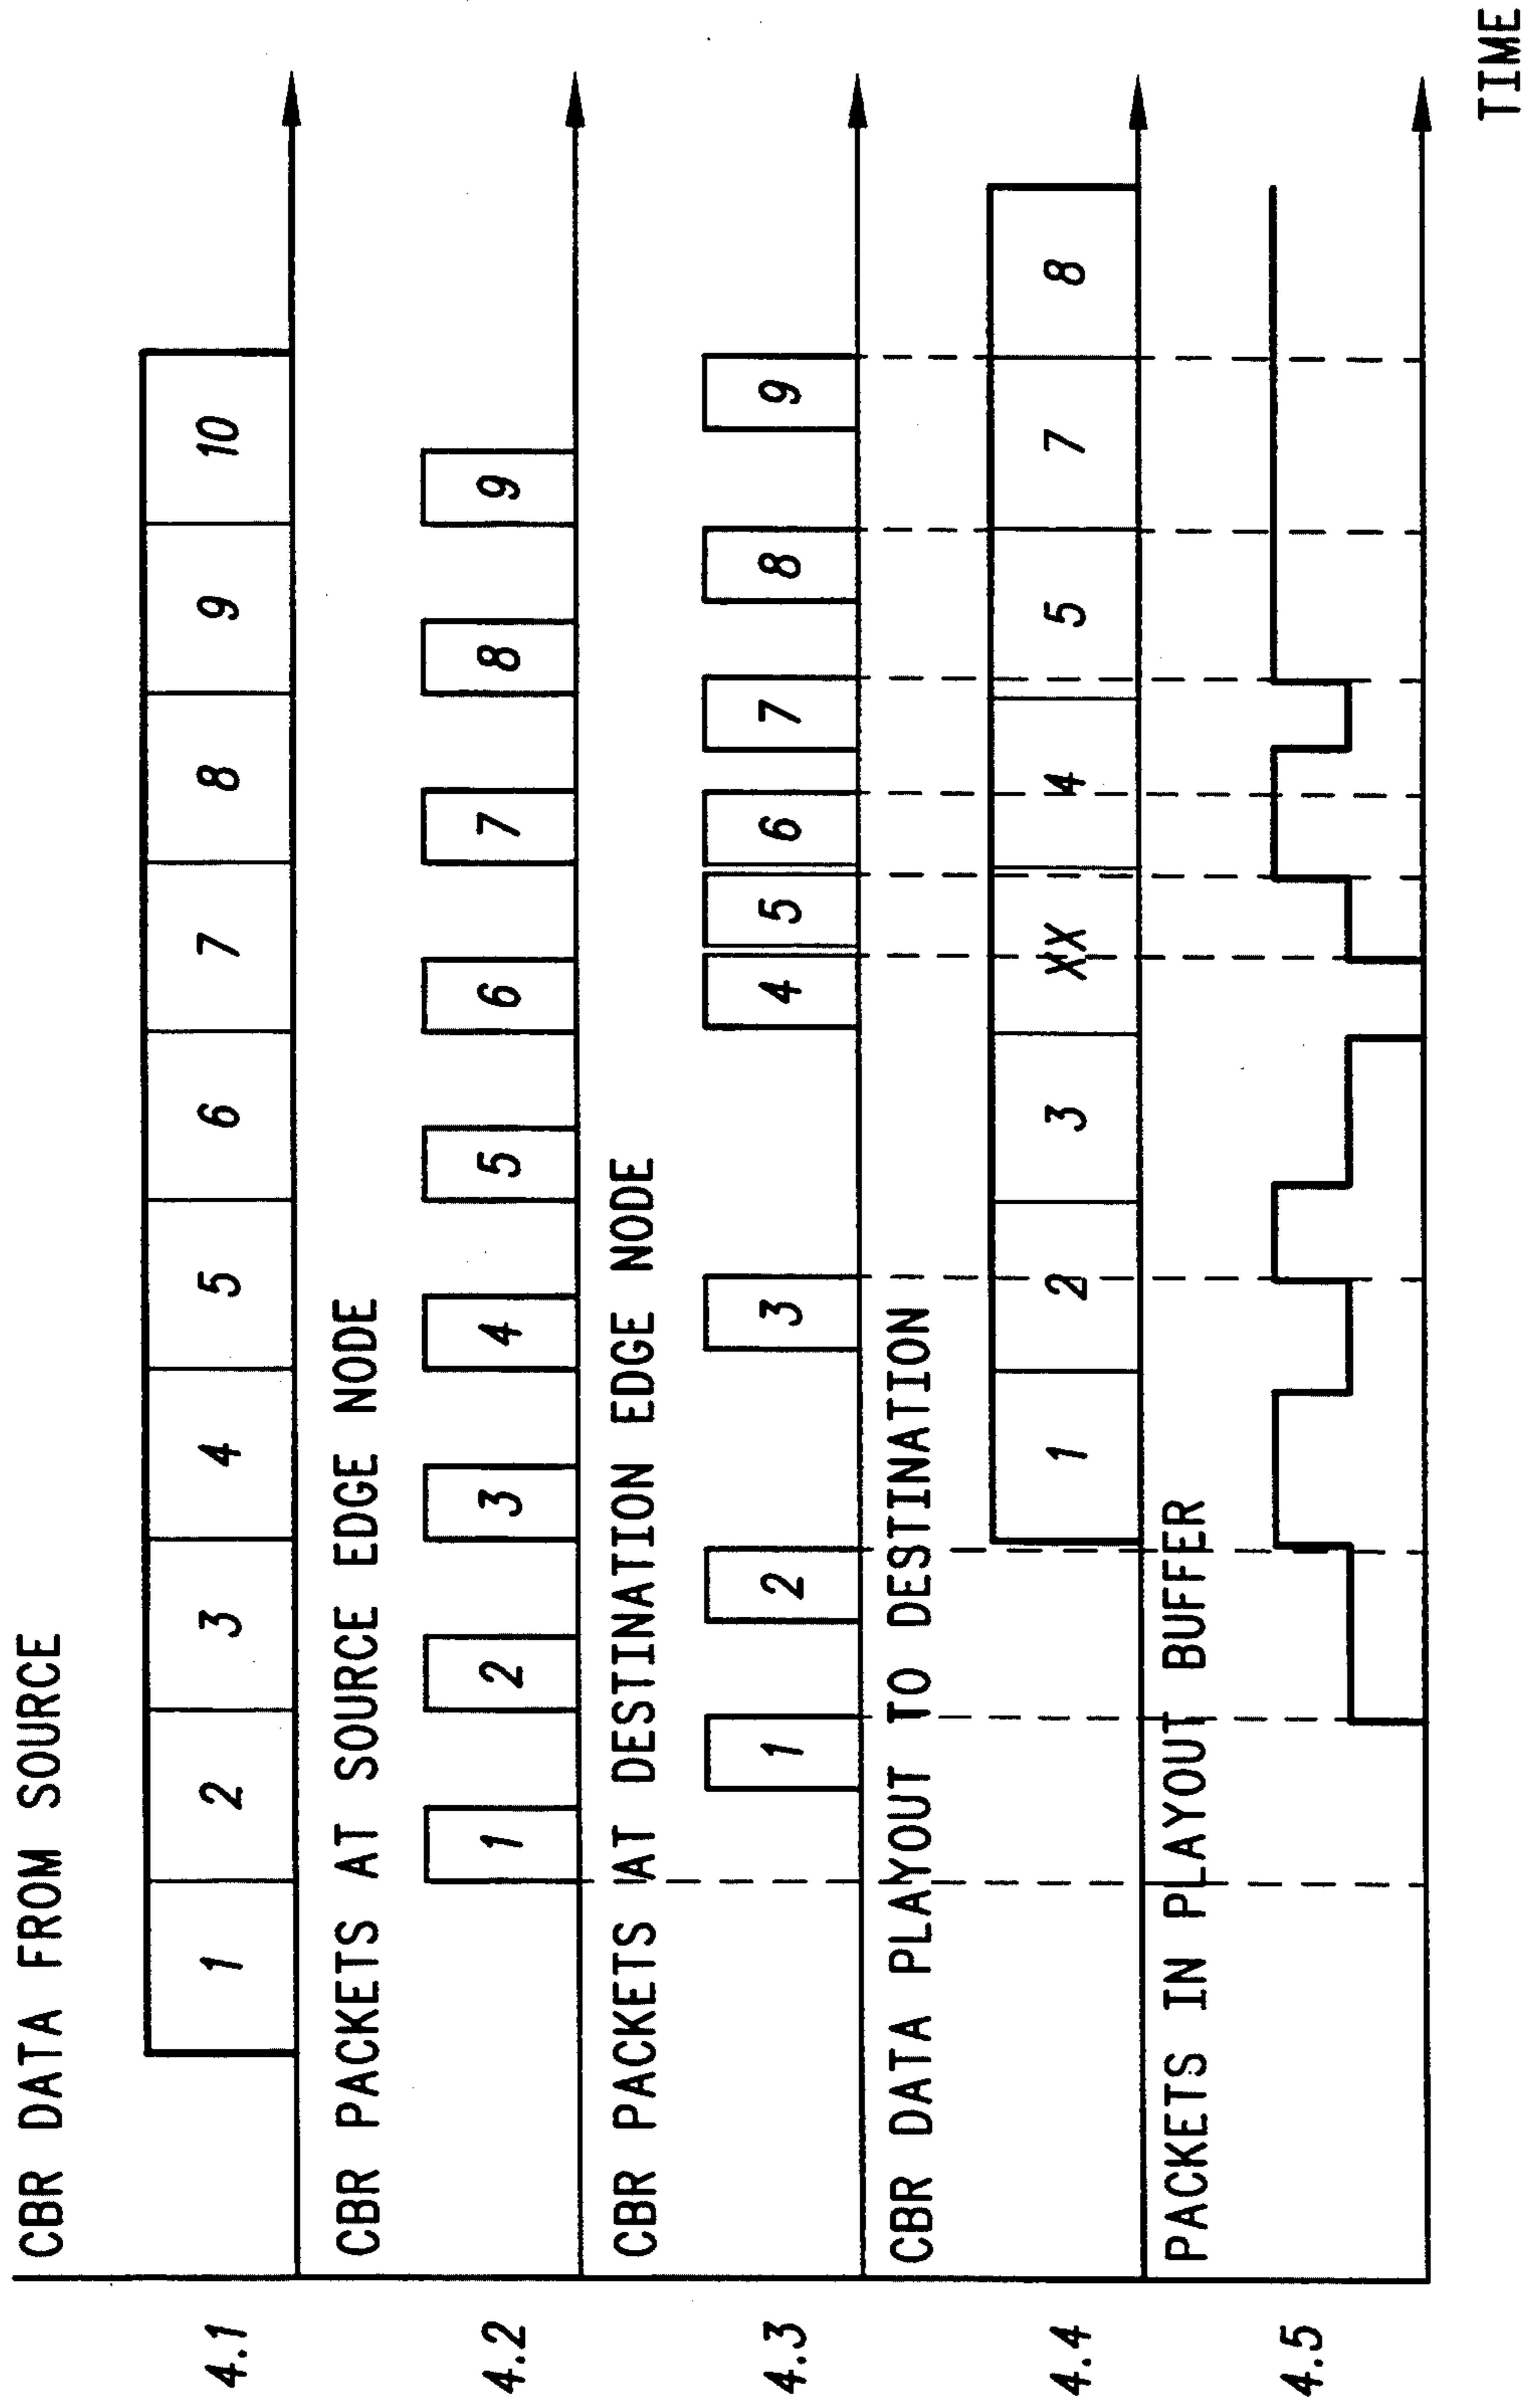 CBR DATA FROM SOURCE
4.1
1 2 3 4 5 6 7 8 9 10
CBR PACKETS AT SOURCE EDGE NODE
4.2
1 2 3 4 5 6 7 8 9
CBR PACKETS AT DESTINATION EDGE NODE
4.3
1 2 3 4 5 6 7 8 9
CBR DATA PLAYOUT TO DESTINATION
4.4
1 2 3 XX 4 5 7 8
PACKETS IN PLAYOUT BUFFER
4.5
TIME